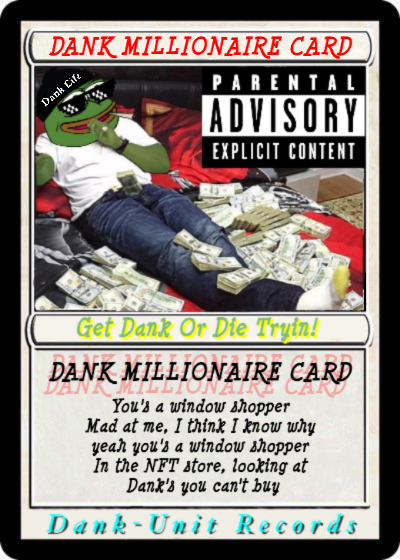 DANK MILLIONAIRE CARD
Dank Life
PARENTAL
ADVISORY
EXPLICIT CONTENT
Get Dank Or Die Tryin!
DANK MILLIONAIRE CARD
DANK MILLIONAIRE CARD
You's a window shopper
Mad at me, I think I know why
yeah you's a window shopper
In the NFT store, looking at
Dank's you can't buy
Dank-Unit Records